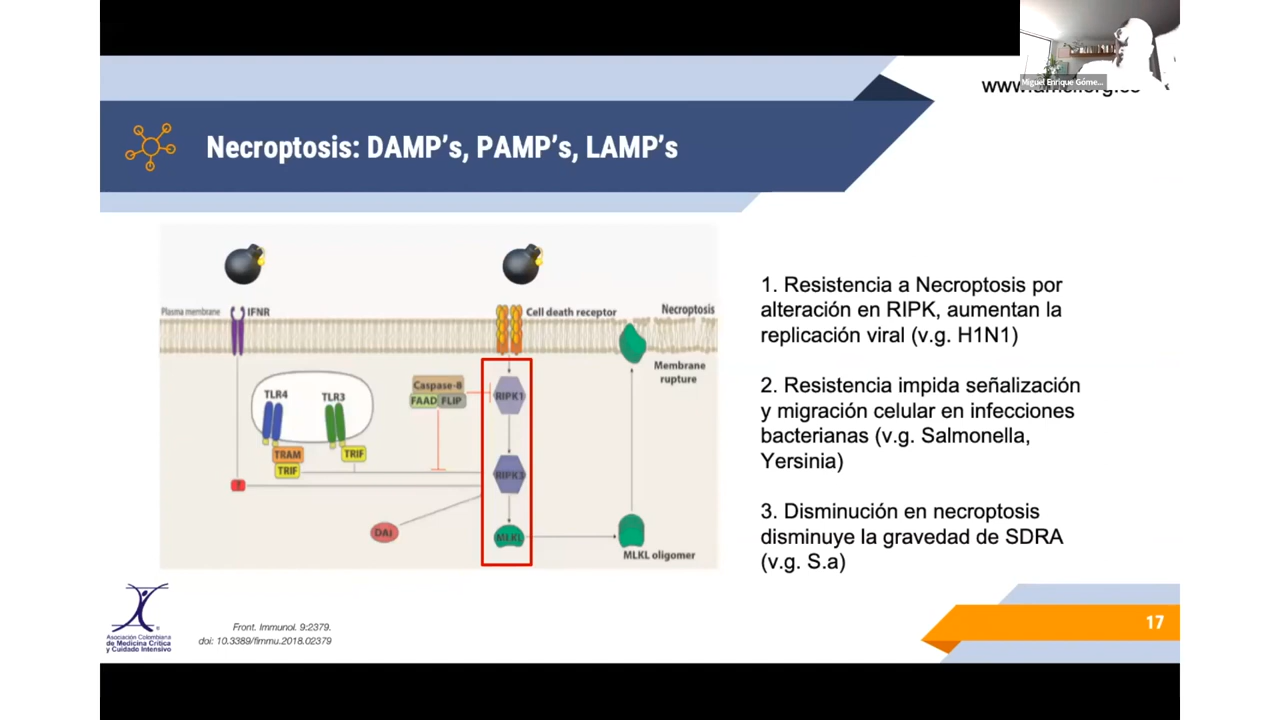 Miguel Enrique Góme...
Necroptosis: DAMP's, PAMP's, LAMP's
Plasma membrane
IFNR
Cell death receptor
Necroptosis
Membrane
rupture
TLR4
TLR3
Caspase-8
FAAD FLIP
RIPK1
TRAM
TRIF
TRIF
RIPK3
?
DAI
MLKL
MLKL oligomer
1. Resistencia a Necroptosis por
alteración en RIPK, aumentan la
replicación viral (v.g. H1N1)
2. Resistencia impida señalización
y migración celular en infecciones
bacterianas (v.g. Salmonella,
Yersinia)
3. Disminución en necroptosis
disminuye la gravedad de SDRA
(v.g. S.a)
Asociación Colombiana
de Medicina Crítica
y Cuidado Intensivo
Front. Immunol. 9:2379.
doi: 10.3389/fimmu.2018.02379
17